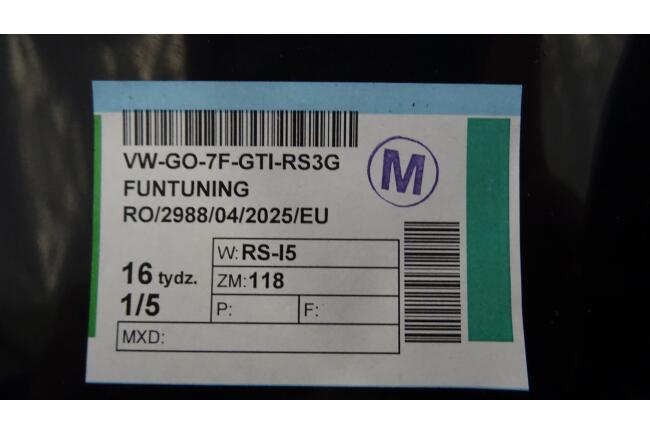 VW-GO-7F-GTI-RS3G
FUNTUNING
RO/2988/04/2025/EU
M
16 tydz.
1/5
W: RS-I5
ZM: 118
P: F:
MXD: